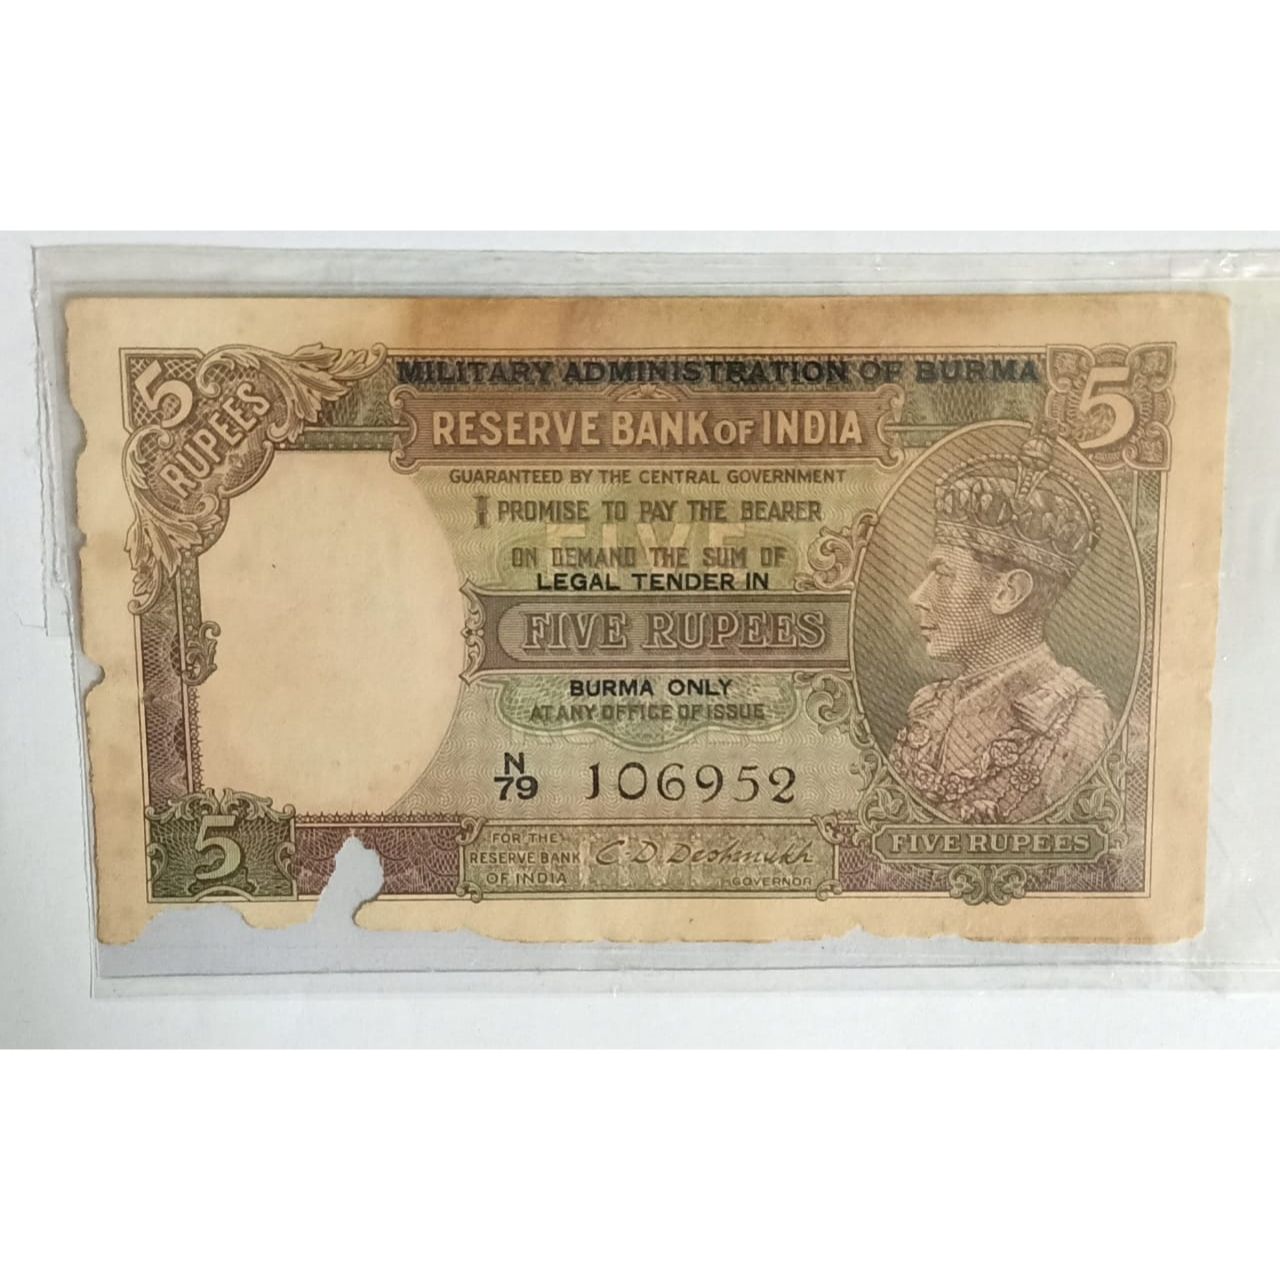 5 RUPEES
MILITARY ADMINISTRATION OF BURMA
5
RESERVE BANK OF INDIA
GUARANTEED BY THE CENTRAL GOVERNMENT
I PROMISE TO PAY THE BEARER
FIVE
ON DEMAND THE SUM OF
LEGAL TENDER IN
FIVE RUPEES
BURMA ONLY
AT ANY OFFICE OF ISSUE
N
79 106952
5
FOR THE
RESERVE BANK
OF INDIA
C. D. Deshmukh
GOVERNOR
FIVE RUPEES